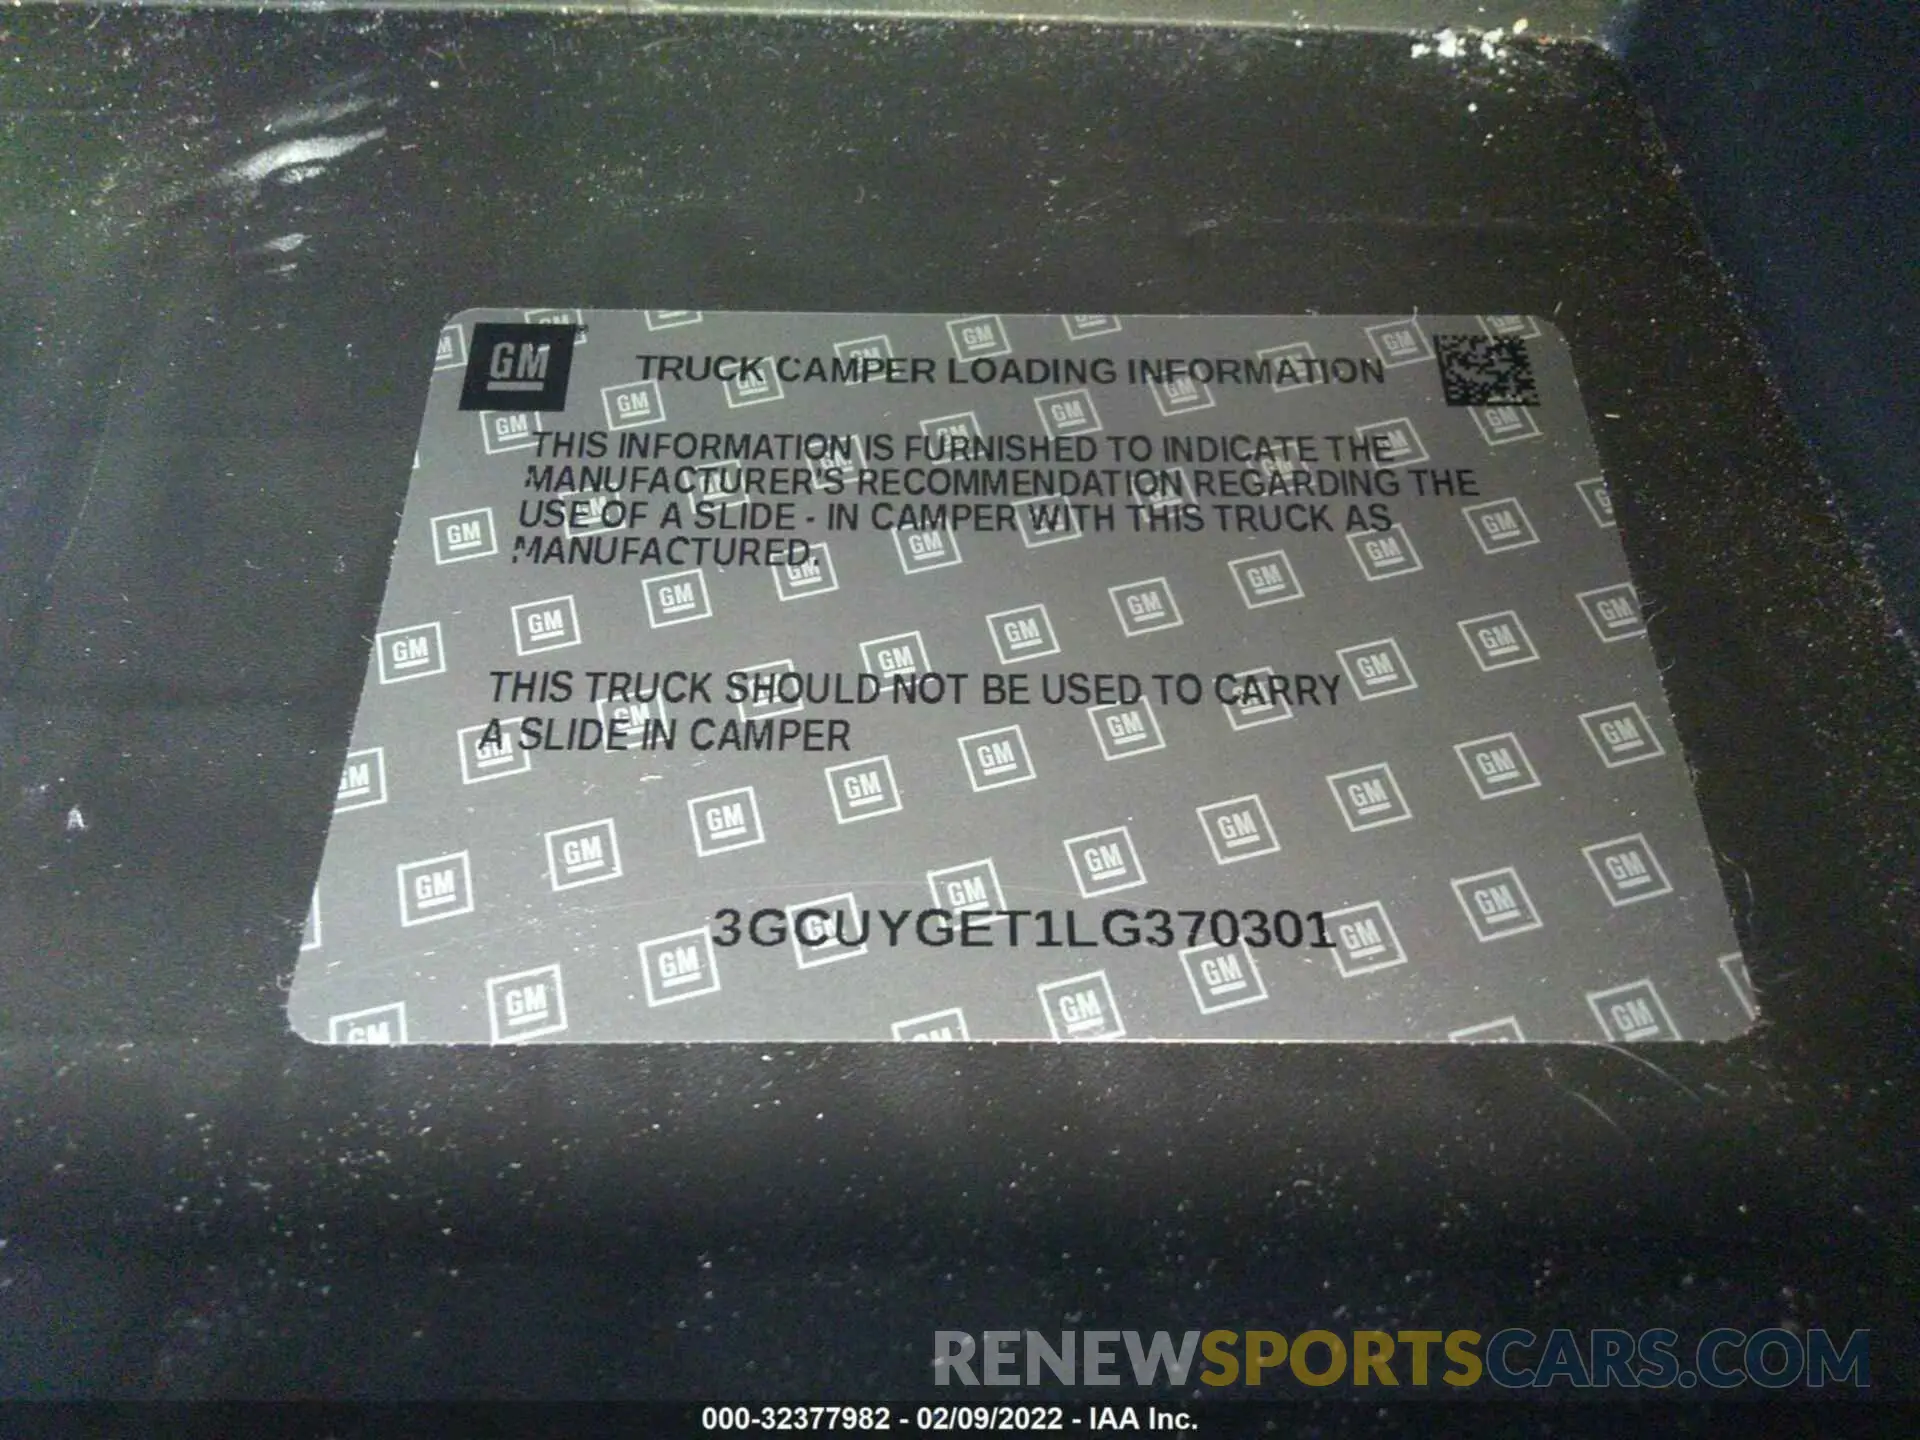 GM
TRUCK CAMPER LOADING INFORMATION
THIS INFORMATION IS FURNISHED TO INDICATE THE
MANUFACTURER'S RECOMMENDATION REGARDING THE
USE OF A SLIDE - IN CAMPER WITH THIS TRUCK AS
MANUFACTURED.
THIS TRUCK SHOULD NOT BE USED TO CARRY
A SLIDE IN CAMPER
3GCUYGET1LG370301
RENEWSPORTSCARS.COM
000-32377982 - 02/09/2022 - IAA Inc.